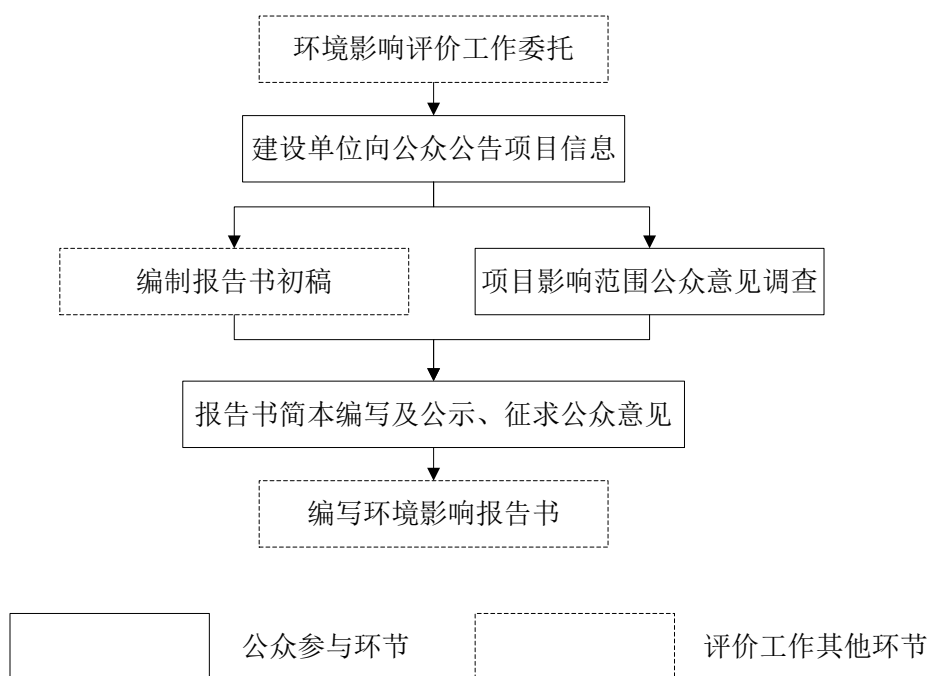 环境影响评价工作委托
建设单位向公众公告项目信息
编制报告书初稿
项目影响范围公众意见调查
报告书简本编写及公示、征求公众意见
编写环境影响报告书
公众参与环节
评价工作其他环节